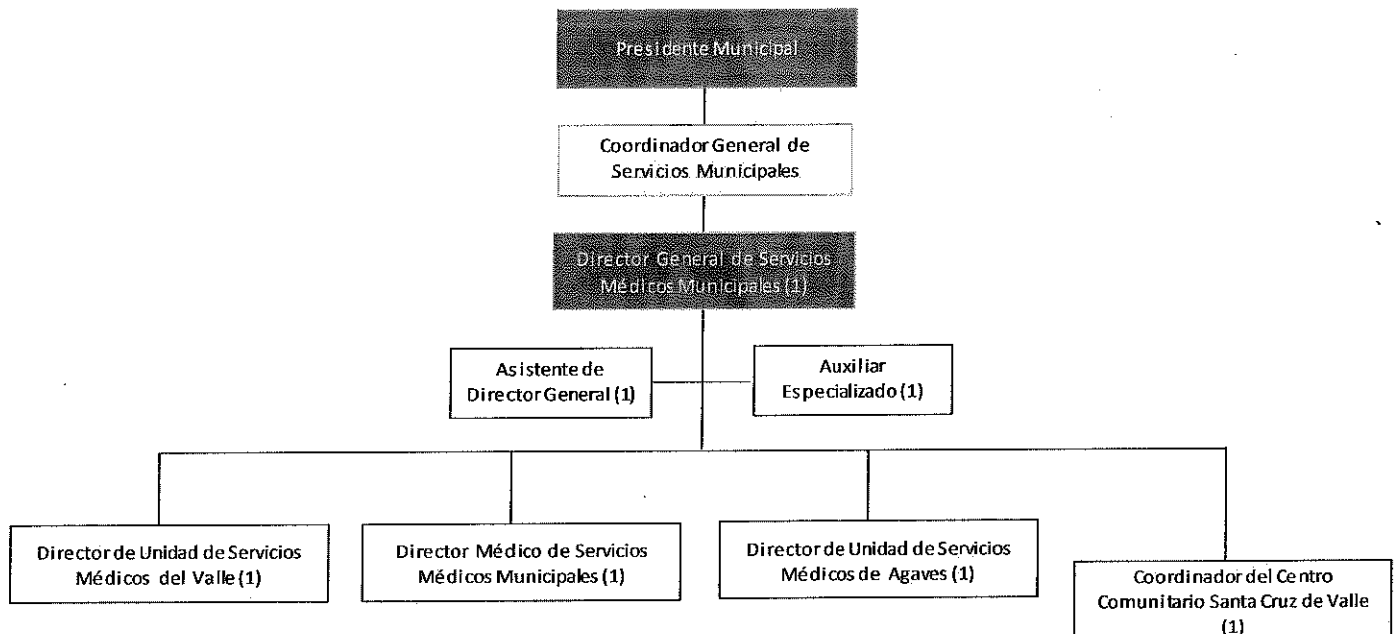 Presidente Municipal
Coordinador General de
Servicios Municipales
Director General de Servicios
Médicos Municipales (1)
Asistente de
Director General (1)
Auxiliar
Especializado (1)
Director de Unidad de Servicios
Médicos del Valle (1)
Director Médico de Servicios
Médicos Municipales (1)
Director de Unidad de Servicios
Médicos de Agaves (1)
Coordinador del Centro
Comunitario Santa Cruz de Valle
(1)